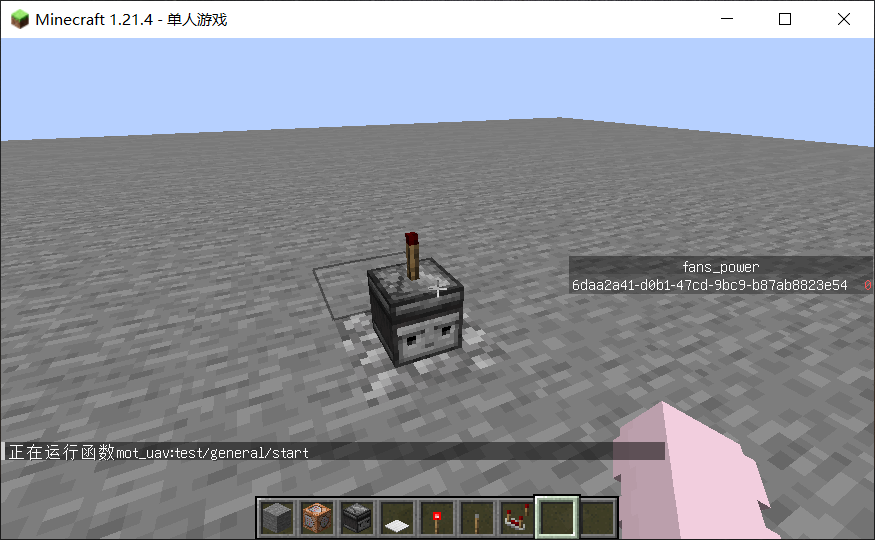 Minecraft 1.21.4 - 单人游戏
fans_power
6daa2a41-d0b1-47cd-9bc9-b87ab8823e54 0
正在运行函数mot_uav:test/general/start